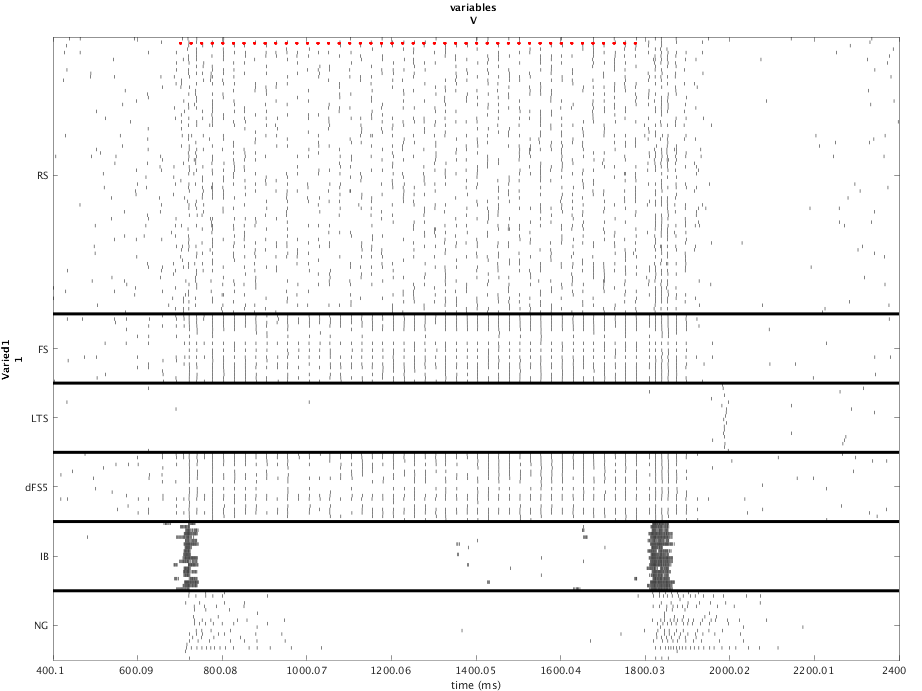 variables
V
RS
FS
LTS
dFS5
IB
NG
Varied1
1
400.1 600.09 800.08 1000.07 1200.06 1400.05 1600.04 1800.03 2000.02 2200.01 2400
time (ms)